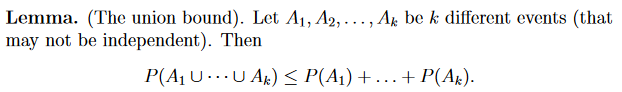 Lemma. (The union bound). Let A₁, A₂, . . . , Aₖ be k different events (that
may not be independent). Then
P(A₁ ∪ · · · ∪ Aₖ) ≤ P(A₁) + . . . + P(Aₖ).